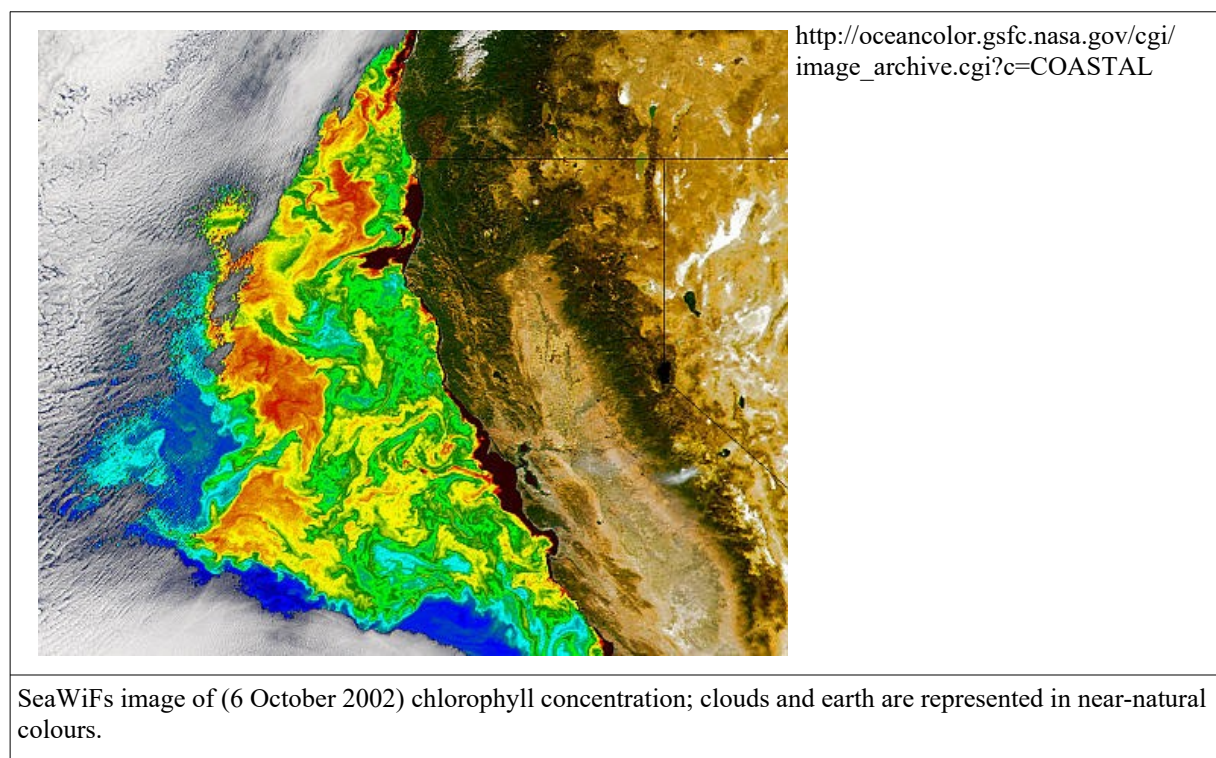 http://oceancolor.gsfc.nasa.gov/cgi/
image_archive.cgi?c=COASTAL
SeaWiFs image of (6 October 2002) chlorophyll concentration; clouds and earth are represented in near-natural
colours.